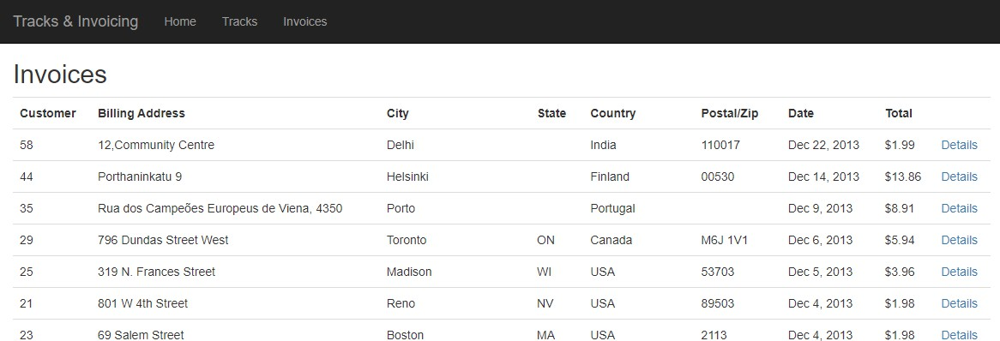 Tracks & Invoicing Home Tracks Invoices
Invoices
Customer Billing Address City State Country Postal/Zip Date Total
58 12,Community Centre Delhi India 110017 Dec 22, 2013 $1.99 Details
44 Porthaninkatu 9 Helsinki Finland 00530 Dec 14, 2013 $13.86 Details
35 Rua dos Campeões Europeus de Viena, 4350 Porto Portugal Dec 9, 2013 $8.91 Details
29 796 Dundas Street West Toronto ON Canada M6J 1V1 Dec 6, 2013 $5.94 Details
25 319 N. Frances Street Madison WI USA 53703 Dec 5, 2013 $3.96 Details
21 801 W 4th Street Reno NV USA 89503 Dec 4, 2013 $1.98 Details
23 69 Salem Street Boston MA USA 2113 Dec 4, 2013 $1.98 Details